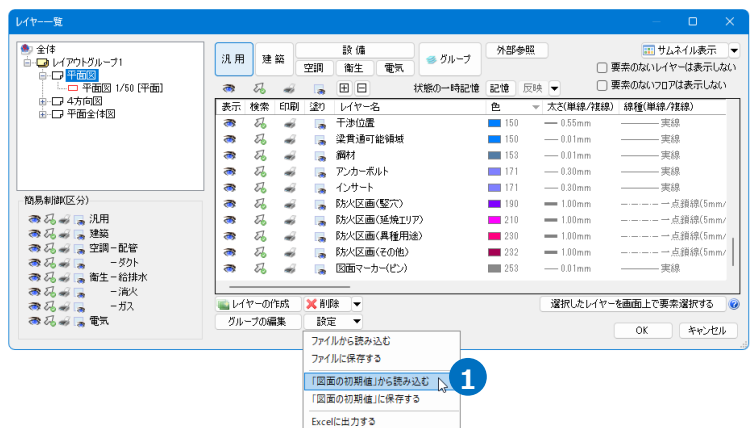 レイヤー一覧
全体
レイアウトグループ1
平面図
平面図 1/50 [平面]
4方向図
平面全体図
簡易制御(区分)
汎用
建築
空調－配管
－ダクト
衛生－給排水
－消火
－ガス
電気
汎用 建築 設備 グループ 外部参照 サムネイル表示
空調 衛生 電気
要素のないレイヤーは表示しない
要素のないフロアは表示しない
状態の一時記憶 記憶 反映
表示 検索 印刷 塗り レイヤー名 色 太さ(単線/複線) 線種(単線/複線)
干渉位置 150 0.55mm 実線
梁貫通可能領域 150 0.01mm 実線
鋼材 153 0.01mm 実線
アンカーボルト 171 0.30mm 実線
インサート 171 0.30mm 実線
防火区画(竪穴) 190 1.00mm 一点鎖線(5mm/
防火区画(延焼エリア) 210 1.00mm 一点鎖線(5mm/
防火区画(異種用途) 230 1.00mm 一点鎖線(5mm/
防火区画(その他) 232 1.00mm 一点鎖線(5mm/
図面マーカー(ピン) 253 0.01mm 実線
レイヤーの作成 削除 選択したレイヤーを画面上で要素選択する
グループの編集 設定
OK キャンセル
ファイルから読み込む
ファイルに保存する
「図面の初期値」から読み込む 1
「図面の初期値」に保存する
Excelに出力する